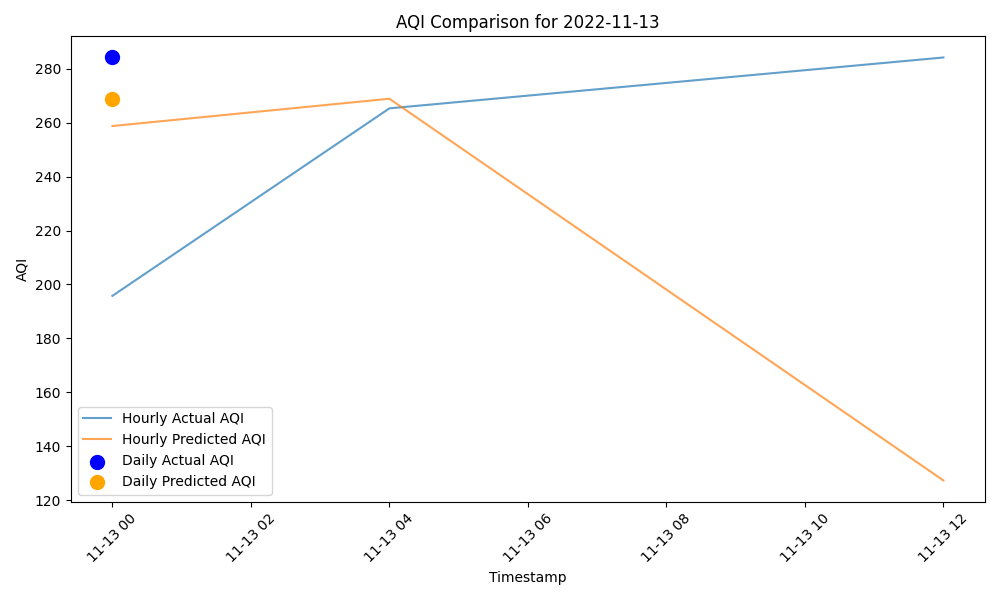 AQI Comparison for 2022-11-13
AQI
280
260
240
220
200
180
160
140
120
Hourly Actual AQI
Hourly Predicted AQI
Daily Actual AQI
Daily Predicted AQI
11-13 00
11-13 02
11-13 04
11-13 06
11-13 08
11-13 10
11-13 12
Timestamp